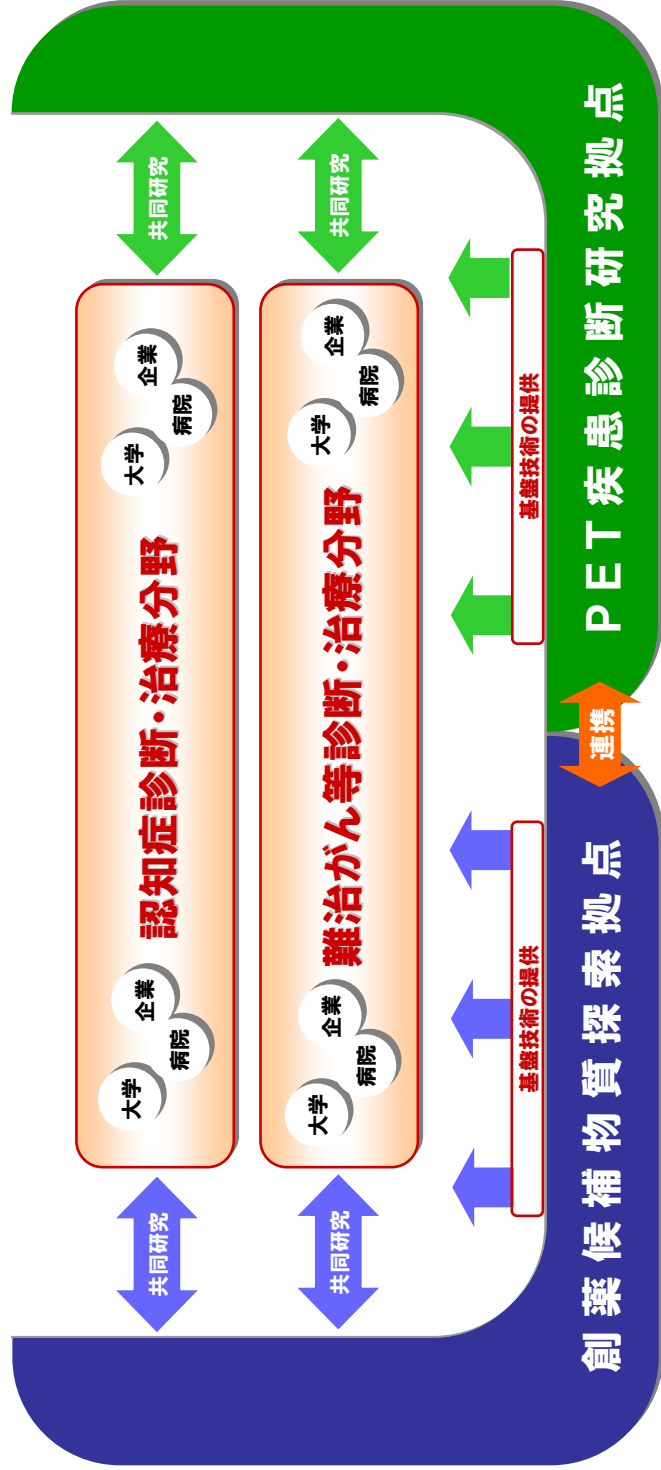 認知症診断・治療分野
大学
病院
企業
大学
病院
企業
共同研究
共同研究
難治がん等診断・治療分野
大学
病院
企業
大学
病院
企業
共同研究
共同研究
基盤技術の提供
基盤技術の提供
創薬候補物質探索拠点
連携
PET疾患診断研究拠点